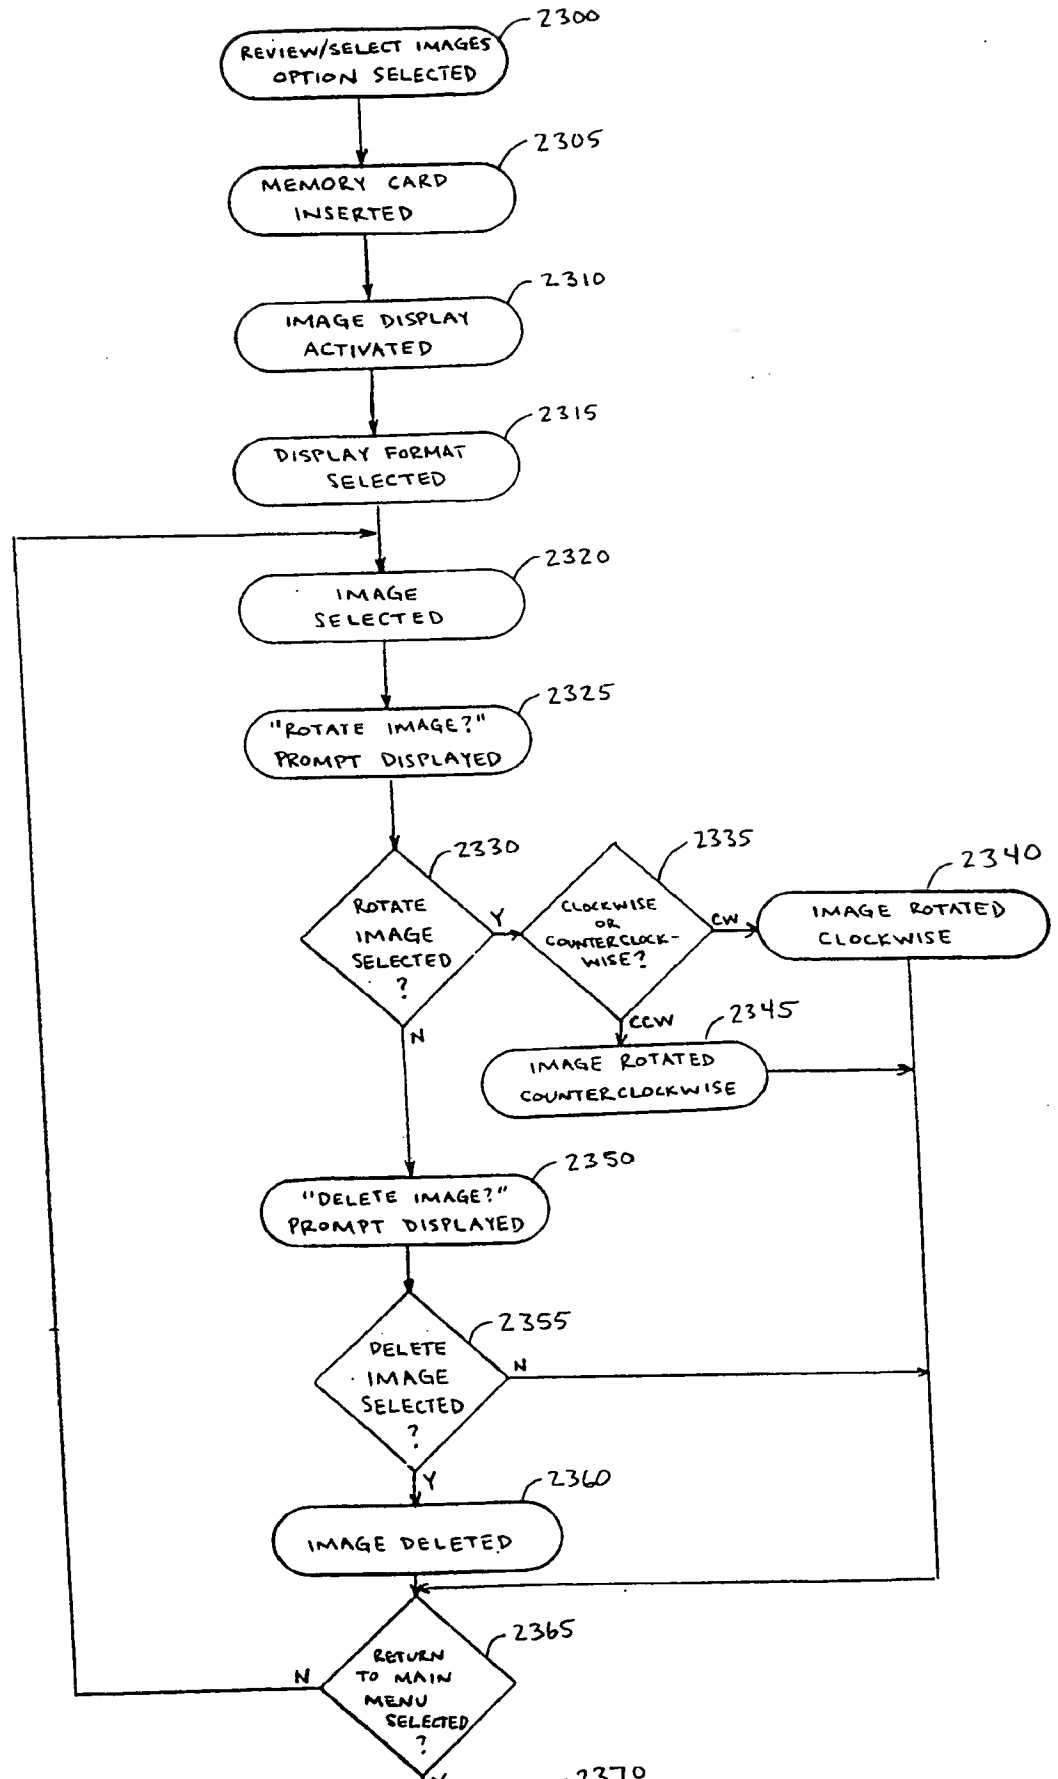 2300
REVIEW/SELECT IMAGES
OPTION SELECTED
2305
MEMORY CARD
INSERTED
2310
IMAGE DISPLAY
ACTIVATED
2315
DISPLAY FORMAT
SELECTED
2320
IMAGE
SELECTED
2325
"ROTATE IMAGE?"
PROMPT DISPLAYED
2330
ROTATE
IMAGE
SELECTED
?
Y
N
2335
CLOCKWISE
OR
COUNTERCLOCK-
WISE?
CW
CCW
2340
IMAGE ROTATED
CLOCKWISE
2345
IMAGE ROTATED
COUNTERCLOCKWISE
2350
"DELETE IMAGE?"
PROMPT DISPLAYED
2355
DELETE
IMAGE
SELECTED
?
N
Y
2360
IMAGE DELETED
2365
RETURN
TO MAIN
MENU
SELECTED
?
N
Y
2370